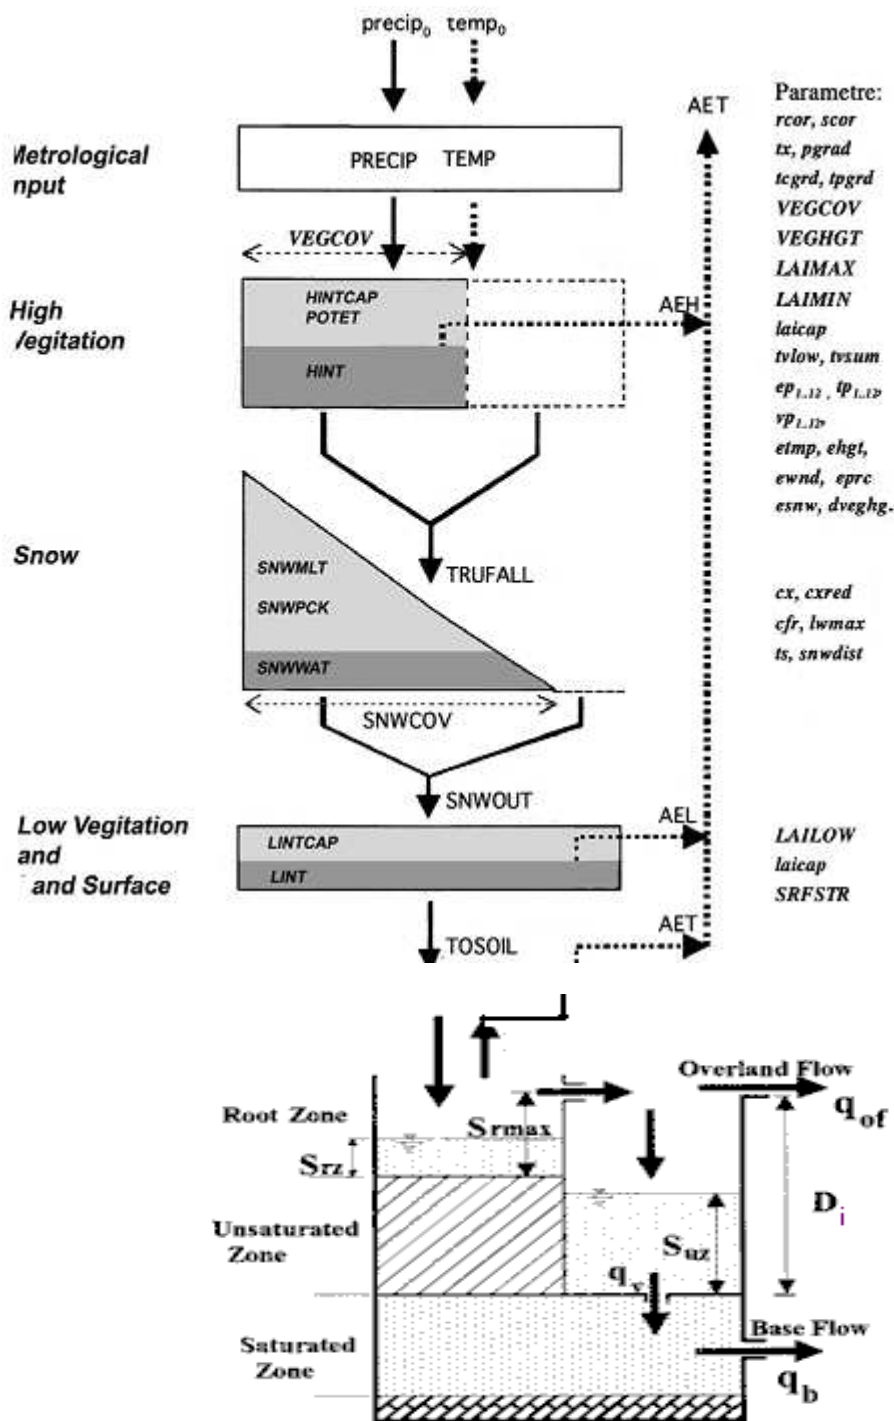 precip₀ temp₀
Metrological
nput
PRECIP TEMP
VEGCOV
High
Vegitation
HINTCAP
POTET
HINT
AEH
AET
Parametre:
rcor, scor
tx, pgrad
tcgrd, tpgrd
VEGCOV
VEGHGT
LAIMAX
LAIMIN
laicap
tvlow, tvsum
ep₁..₁₂ , tp₁..₁₂,
vp₁..₁₂,
etmp, ehgt,
ewnd, eprc
esnw, dveghg.
Snow
SNWMLT
SNWPCK
SNWWAT
TRUFALL
cx, cxred
cfr, lwmax
ts, snwdist
SNWCOV
SNWOUT
Low Vegitation
and
and Surface
LINTCAP
LINT
AEL
LAILOW
laicap
SRFSTR
TOSOIL
AET
Root Zone
Srmax
Srz
Overland Flow
qof
Unsaturated
Zone
Suz
Di
qv
Saturated
Zone
Base Flow
qb